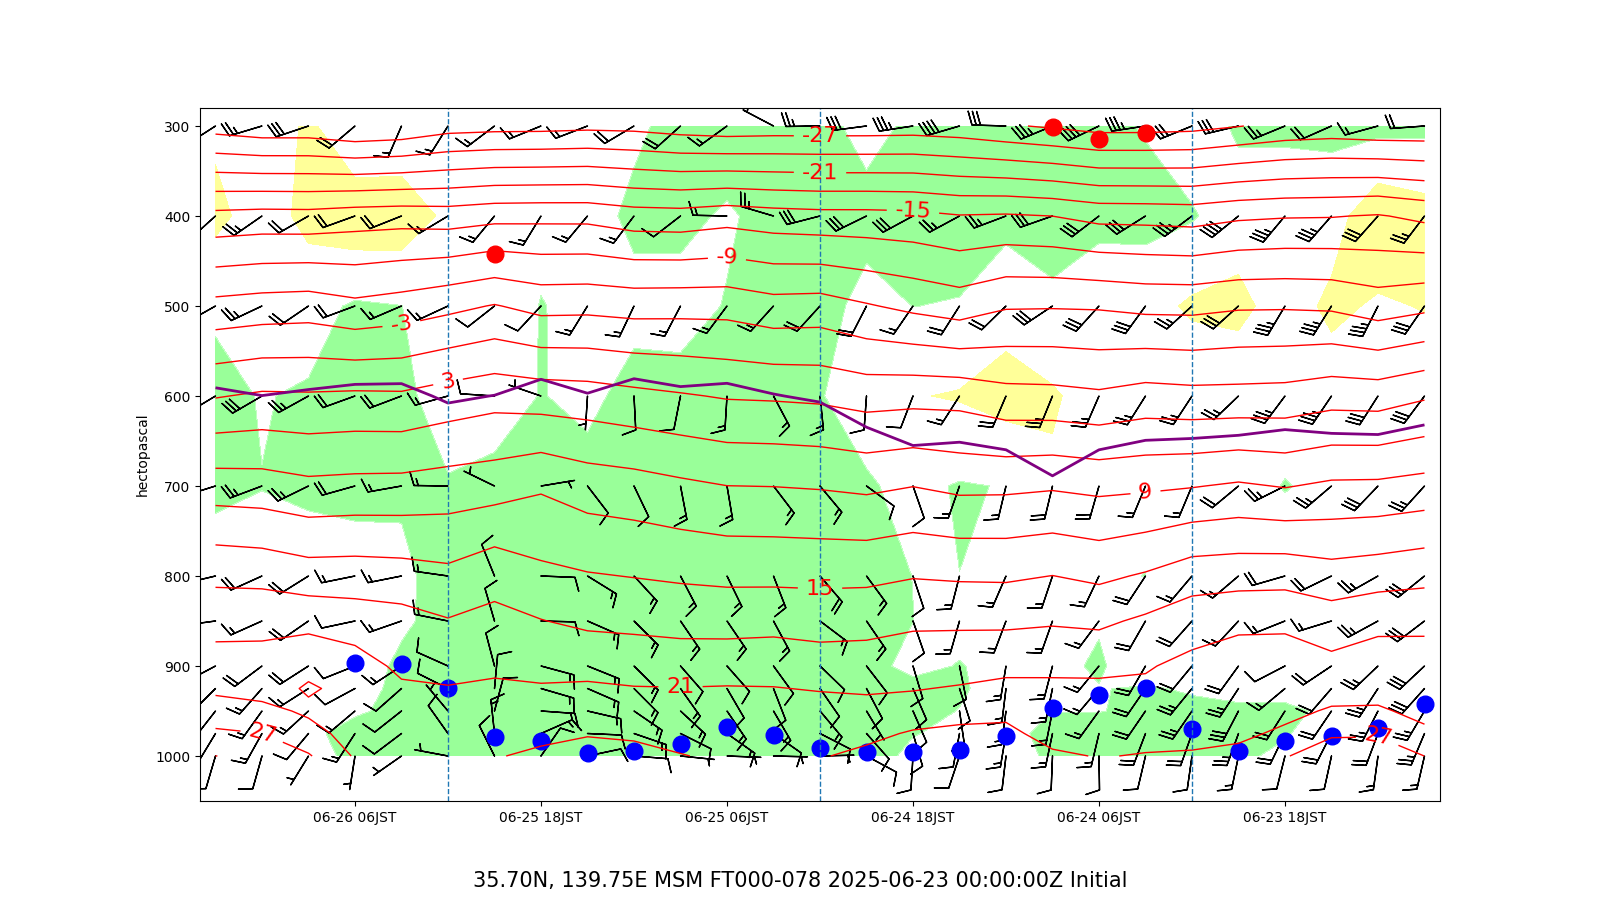 300
-27
-21
400
-15
-9
500
-3
3
600
hectopascal
700
9
800
15
900
21
27
27
1000
06-26 06JST
06-25 18JST
06-25 06JST
06-24 18JST
06-24 06JST
06-23 18JST
35.70N, 139.75E MSM FT000-078 2025-06-23 00:00:00Z Initial